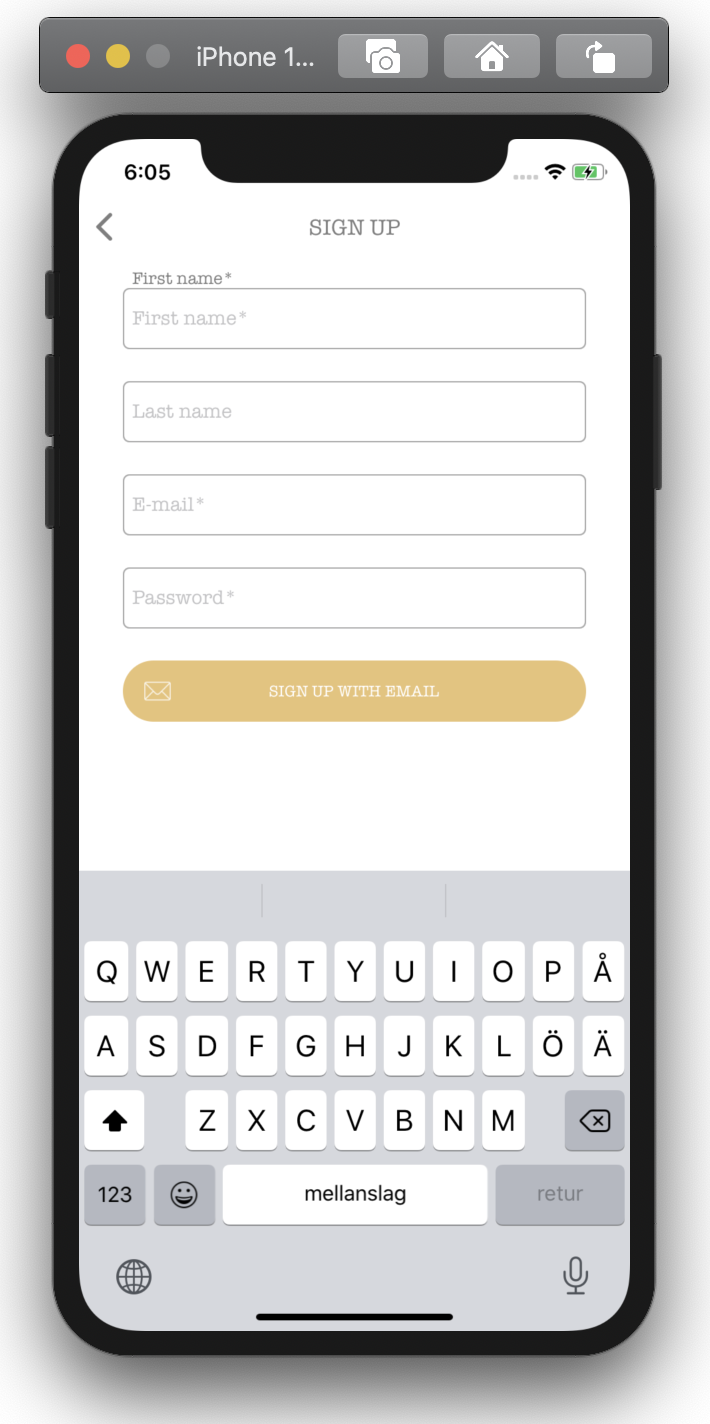 iPhone 1...
6:05
SIGN UP
First name*
First name*
Last name
E-mail*
Password*
SIGN UP WITH EMAIL
Q W E R T Y U I O P Å
A S D F G H J K L Ö Ä
Z X C V B N M
123 mellanslag retur